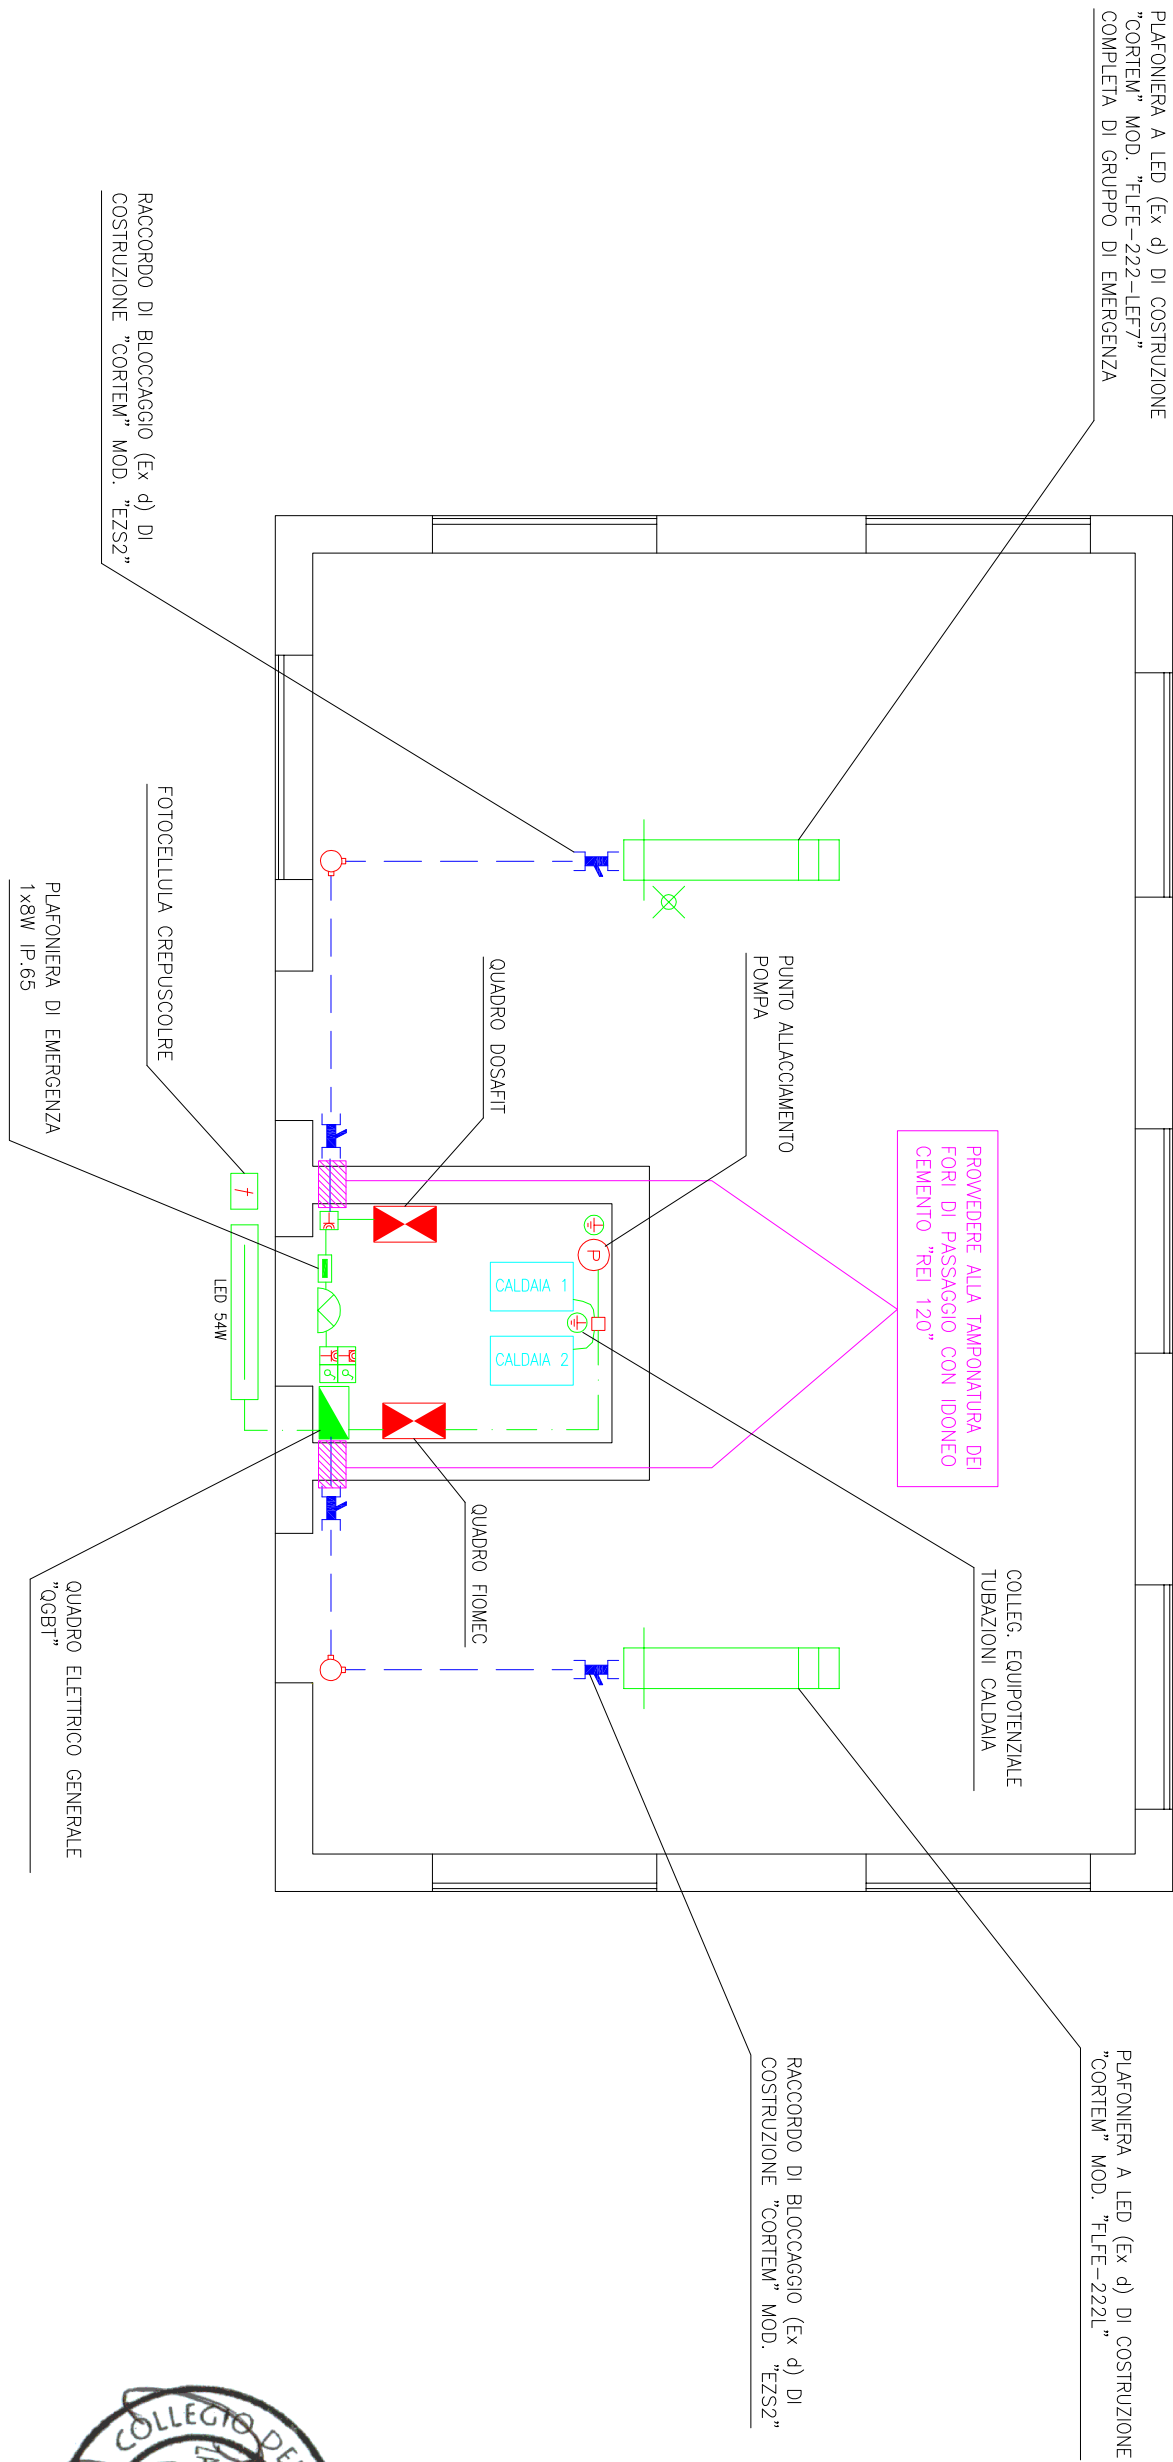 PLAFONIERA A LED (Ex d) DI COSTRUZIONE
"CORTEM" MOD. "FLFE-222-LEF7"
COMPLETA DI GRUPPO DI EMERGENZA
RACCORDO DI BLOCCAGGIO (Ex d) DI
COSTRUZIONE "CORTEM" MOD. "EZS2"
FOTOCELLULA CREPUSCOLRE
PLAFONIERA DI EMERGENZA
1x8W IP.65
QUADRO DOSAFIT
PUNTO ALLACCIAMENTO
POMPA
PROVVEDERE ALLA TAMPONATURA DEI
FORI DI PASSAGGIO CON IDONEO
CEMENTO "REI 120"
P
CALDAIA 1
CALDAIA 2
LED 54W
QUADRO FIOMEC
COLLEG. EQUIPOTENZIALE
TUBAZIONI CALDAIA
QUADRO ELETTRICO GENERALE
"QGBT"
PLAFONIERA A LED (Ex d) DI COSTRUZIONE
"CORTEM" MOD. "FLFE-222L"
RACCORDO DI BLOCCAGGIO (Ex d) DI
COSTRUZIONE "CORTEM" MOD. "EZS2"
COLLEGIO